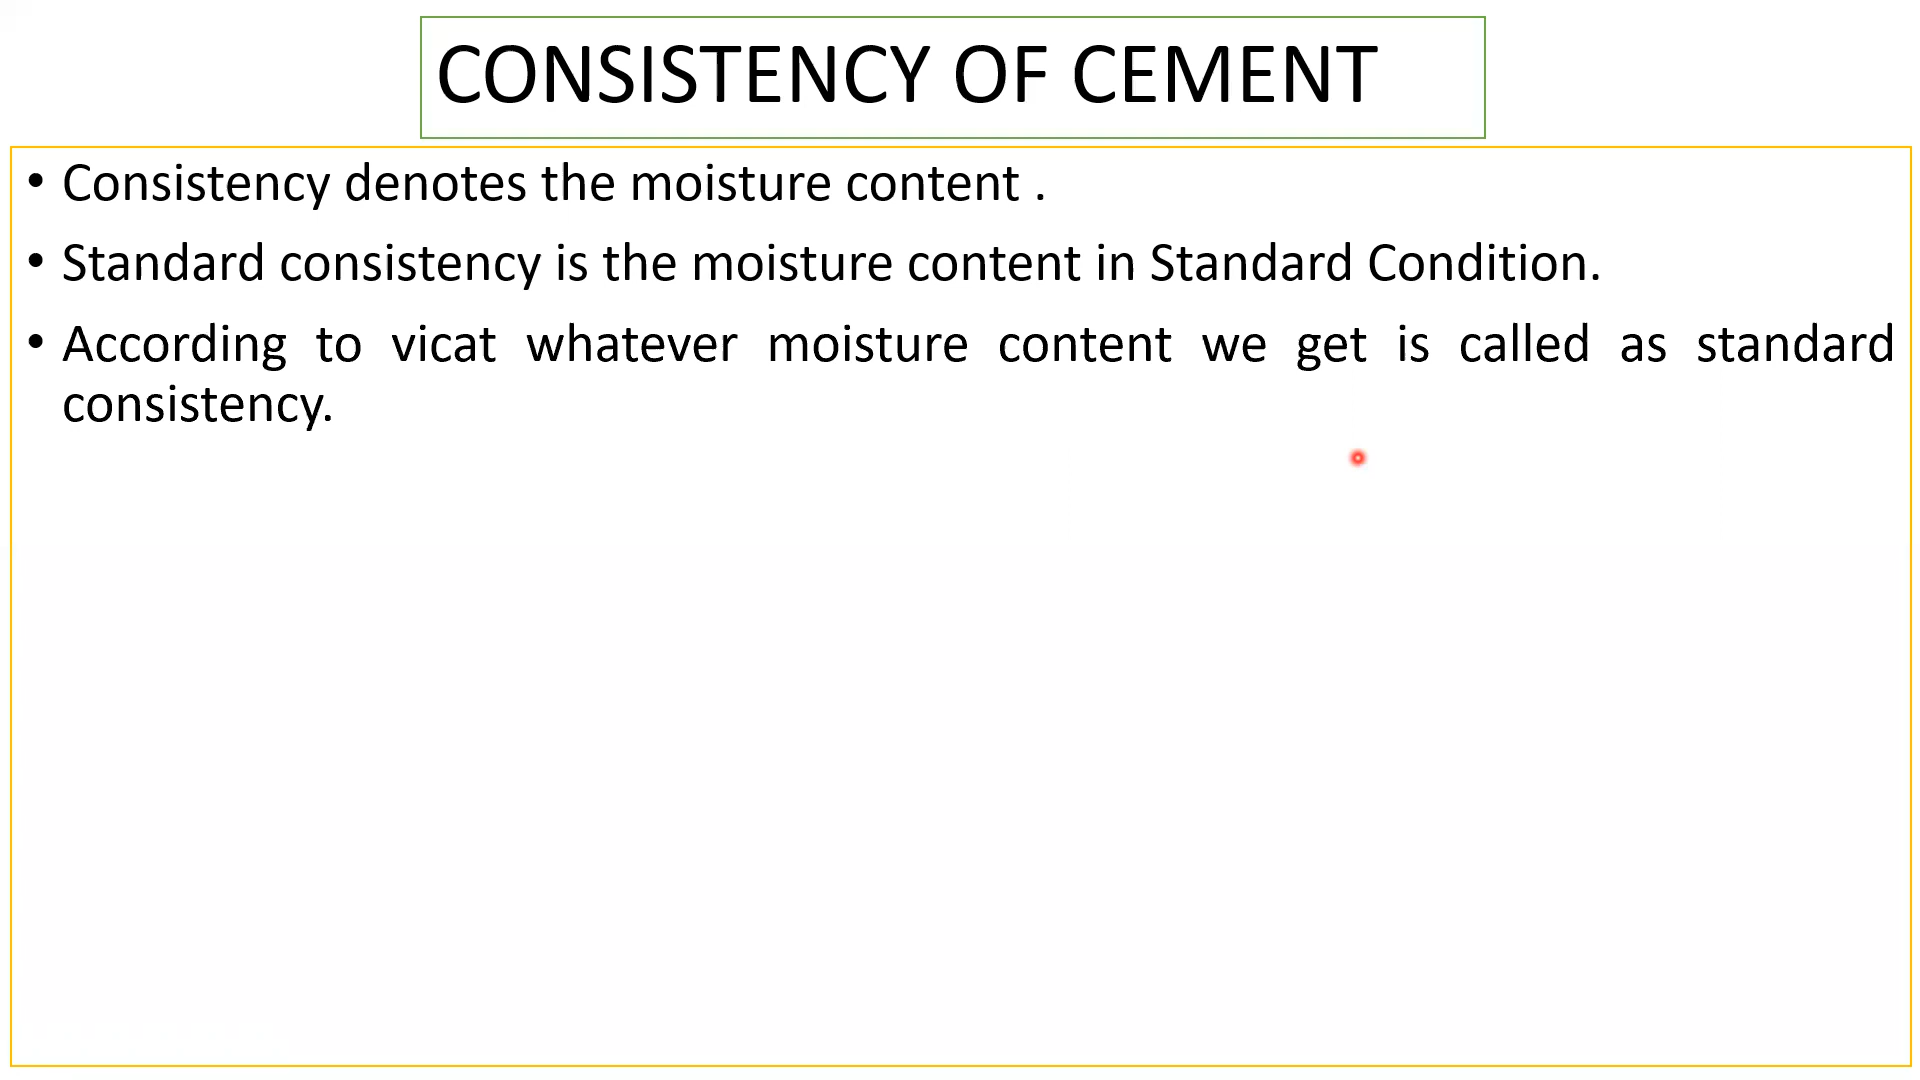 CONSISTENCY OF CEMENT
• Consistency denotes the moisture content .
• Standard consistency is the moisture content in Standard Condition.
• According to vicat whatever moisture content we get is called as standard
consistency.